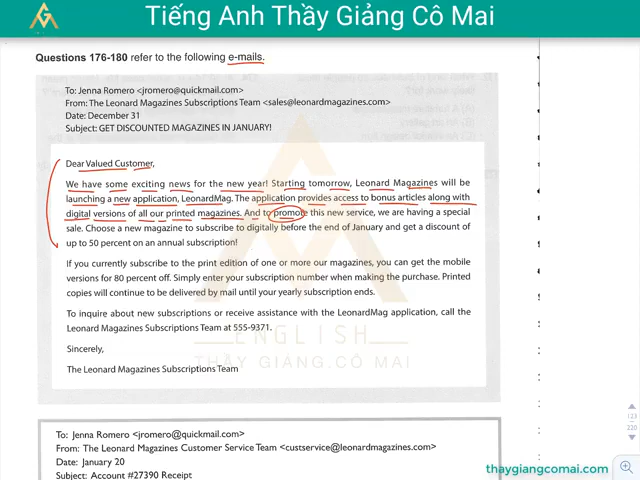 Tiếng Anh Thầy Giảng Cô Mai
Questions 176-180 refer to the following e-mails.
To: Jenna Romero <jromero@quickmail.com>
From: The Leonard Magazines Subscriptions Team <sales@leonardmagazines.com>
Date: December 31
Subject: GET DISCOUNTED MAGAZINES IN JANUARY!
Dear Valued Customer,
We have some exciting news for the new year! Starting tomorrow, Leonard Magazines will be
launching a new application, LeonardMag. The application provides access to bonus articles along with
digital versions of all our printed magazines. And to promote this new service, we are having a special
sale. Choose a new magazine to subscribe to digitally before the end of January and get a discount of
up to 50 percent on an annual subscription!
If you currently subscribe to the print edition of one or more our magazines, you can get the mobile
versions for 80 percent off. Simply enter your subscription number when making the purchase. Printed
copies will continue to be delivered by mail until your yearly subscription ends.
To inquire about new subscriptions or receive assistance with the LeonardMag application, call the
Leonard Magazines Subscriptions Team at 555-9371.
ENGLISH
Sincerely,
THẦY GIẢNG.CÔ MAI
The Leonard Magazines Subscriptions Team
123
220
To: Jenna Romero <jromero@quickmail.com>
From: The Leonard Magazines Customer Service Team <custservice@leonardmagazines.com>
Date: January 20
Subject: Account #27390 Receipt
thaygiangcomai.com